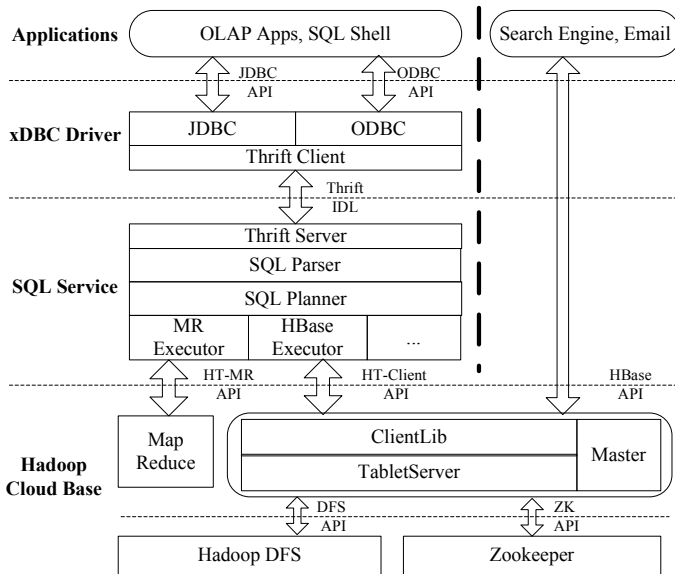 Applications
OLAP Apps, SQL Shell
Search Engine, Email
JDBC
API
ODBC
API
xDBC Driver
JDBC
ODBC
Thrift Client
Thrift
IDL
SQL Service
Thrift Server
SQL Parser
SQL Planner
MR
Executor
HBase
Executor
...
HT-MR
API
HT-Client
API
HBase
API
Hadoop
Cloud Base
Map
Reduce
ClientLib
TabletServer
Master
DFS
API
ZK
API
Hadoop DFS
Zookeeper